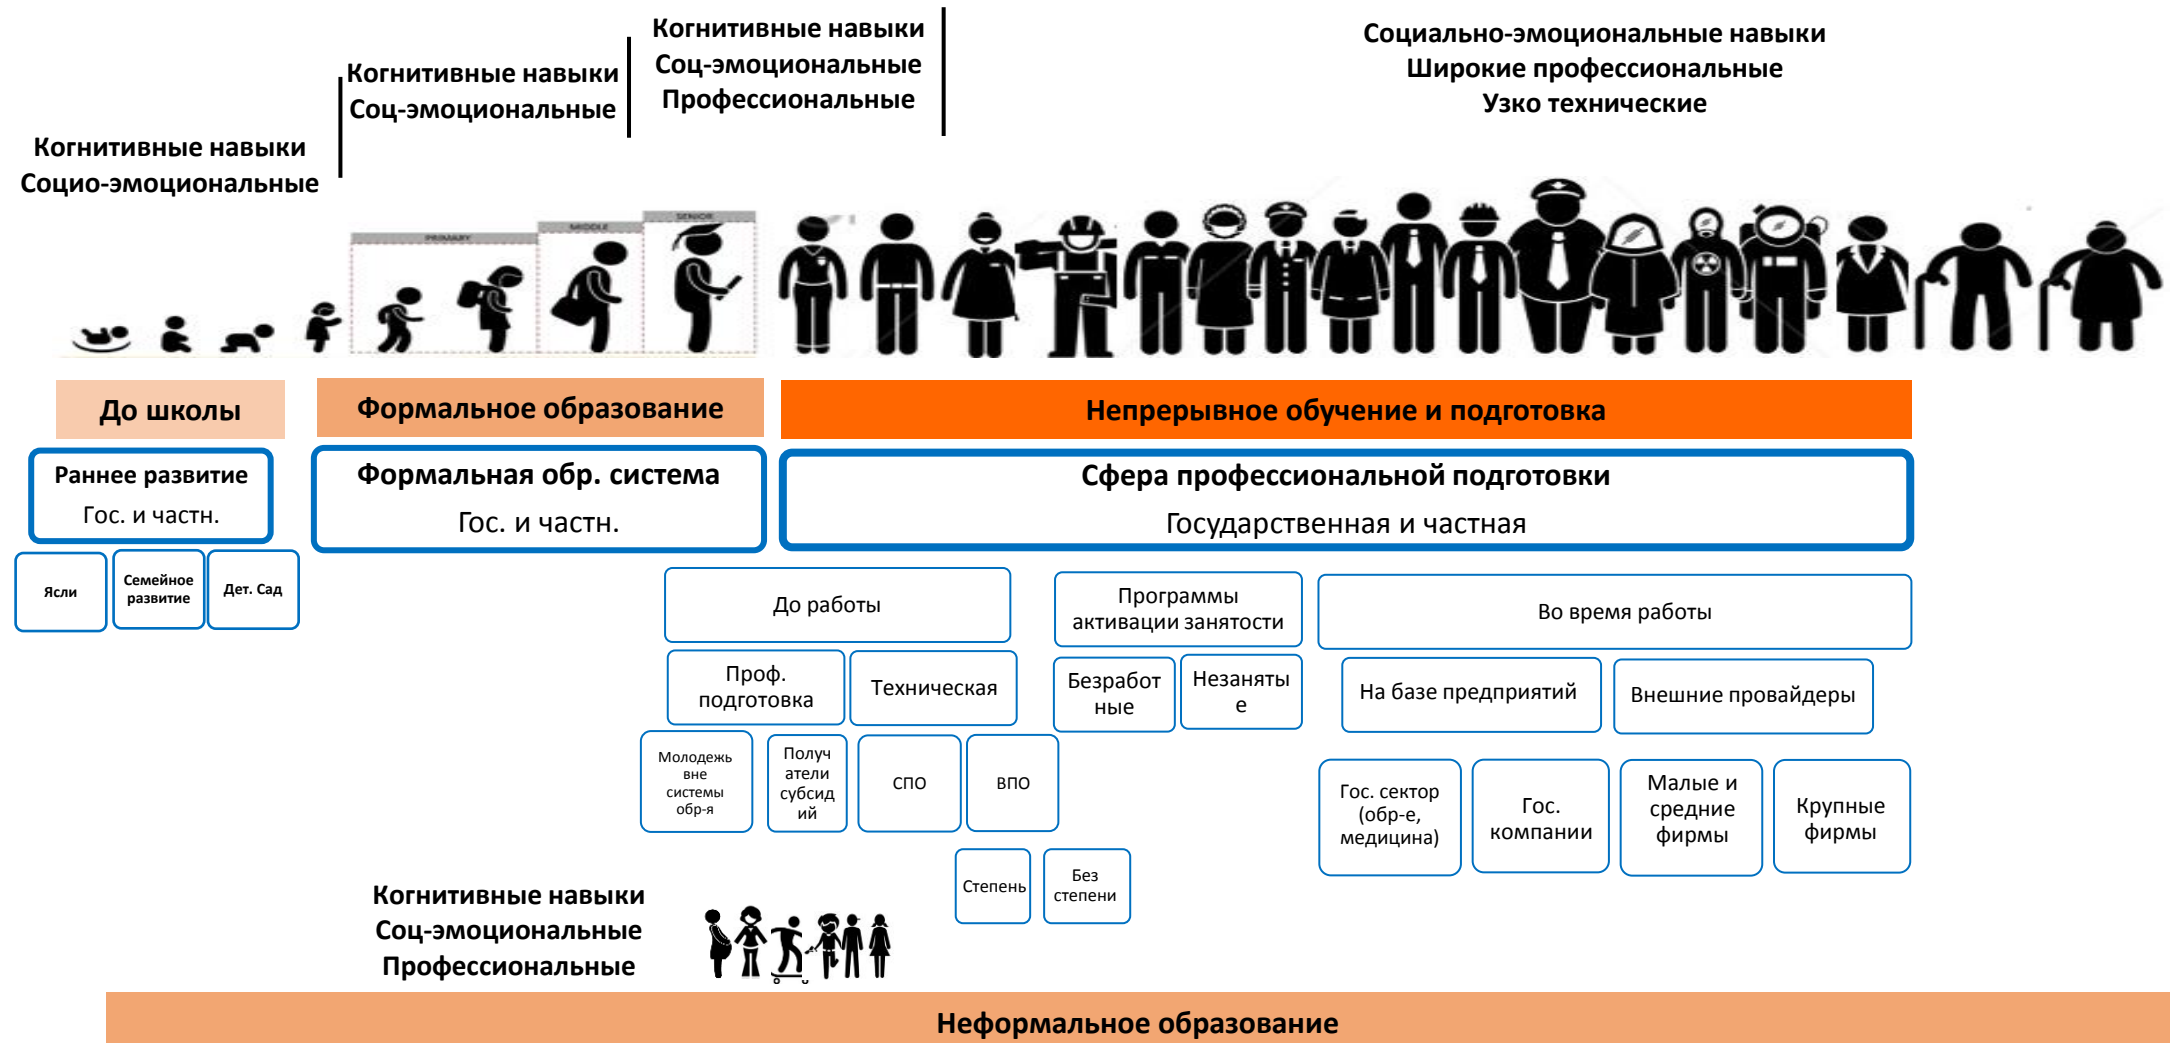 Когнитивные навыки
Социо-эмоциональные
Когнитивные навыки
Соц-эмоциональные
Когнитивные навыки
Соц-эмоциональные
Профессиональные
Социально-эмоциональные навыки
Широкие профессиональные
Узко технические
PRIMARY
MIDDLE
SENIOR
До школы
Формальное образование
Непрерывное обучение и подготовка
Раннее развитие
Гос. и частн.
Формальная обр. система
Гос. и частн.
Сфера профессиональной подготовки
Государственная и частная
Ясли
Семейное
развитие
Дет. Сад
До работы
Программы
активации занятости
Во время работы
Проф.
подготовка
Техническая
Безработ
ные
Незаняты
е
На базе предприятий
Внешние провайдеры
Молодежь
вне
системы
обр-я
Получ
атели
субсид
ий
СПО
ВПО
Гос. сектор
(обр-е,
медицина)
Гос.
компании
Малые и
средние
фирмы
Крупные
фирмы
Степень
Без
степени
Когнитивные навыки
Соц-эмоциональные
Профессиональные
Неформальное образование